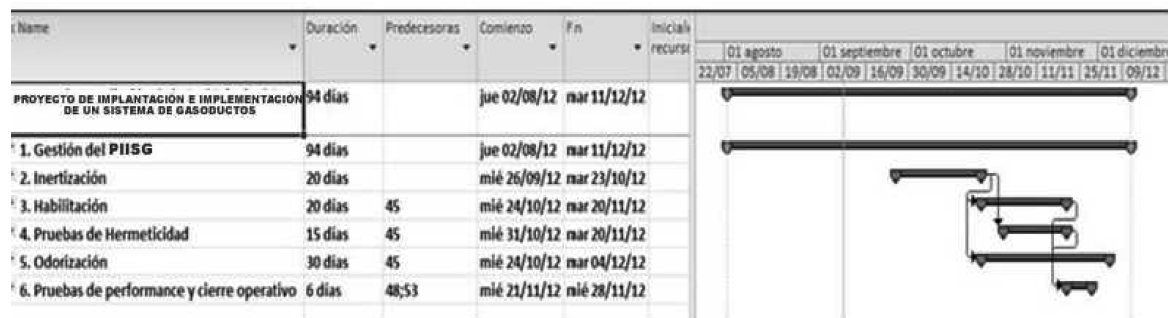 Name Duración Predecesoras Comienzo Fn
01 agosto 01 septiembre 01 octubre 01 noviembre 01 diciembre
22/07 05/08 19/08 02/09 16/09 30/09 14/10 28/10 11/11 25/11 09/12
PROYECTO DE IMPLANTACIÓN E IMPLEMENTACIÓN 94 días jue 02/08/12 mar 11/12/12
DE UN SISTEMA DE GASODUCTOS
1. Gestión del PIISG 94 días jue 02/08/12 mar 11/12/12
2. Inertización 20 días mié 26/09/12 mar 23/10/12
3. Habilitación 20 días 45 mié 24/10/12 mar 20/11/12
4. Pruebas de Hermeticidad 15 días 45 mié 31/10/12 mar 20/11/12
5. Odorización 30 días 45 mié 24/10/12 mar 04/12/12
6. Pruebas de performance y cierre operativo 6 días 48;53 mié 21/11/12 mié 28/11/12